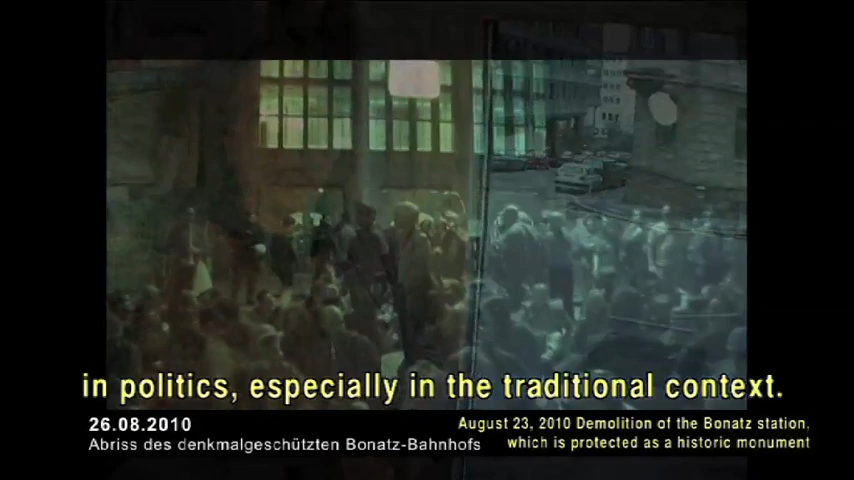 in politics, especially in the traditional context.
26.08.2010
Abriss des denkmalgeschützten Bonatz-Bahnhofs
August 23, 2010 Demolition of the Bonatz station,
which is protected as a historic monument